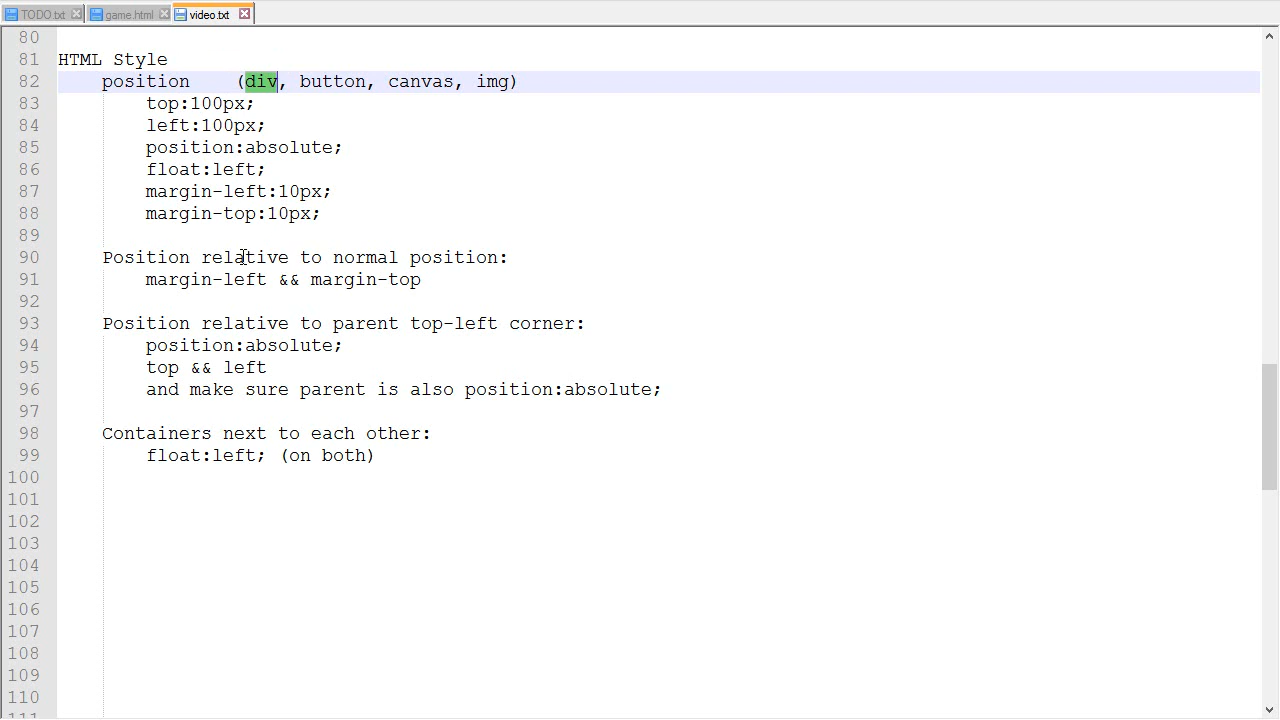 TODO.txt game.html video.txt
80
81 HTML Style
82 position (div, button, canvas, img)
83 top:100px;
84 left:100px;
85 position:absolute;
86 float:left;
87 margin-left:10px;
88 margin-top:10px;
89
90 Position relative to normal position:
91 margin-left && margin-top
92
93 Position relative to parent top-left corner:
94 position:absolute;
95 top && left
96 and make sure parent is also position:absolute;
97
98 Containers next to each other:
99 float:left; (on both)
100
101
102
103
104
105
106
107
108
109
110
111